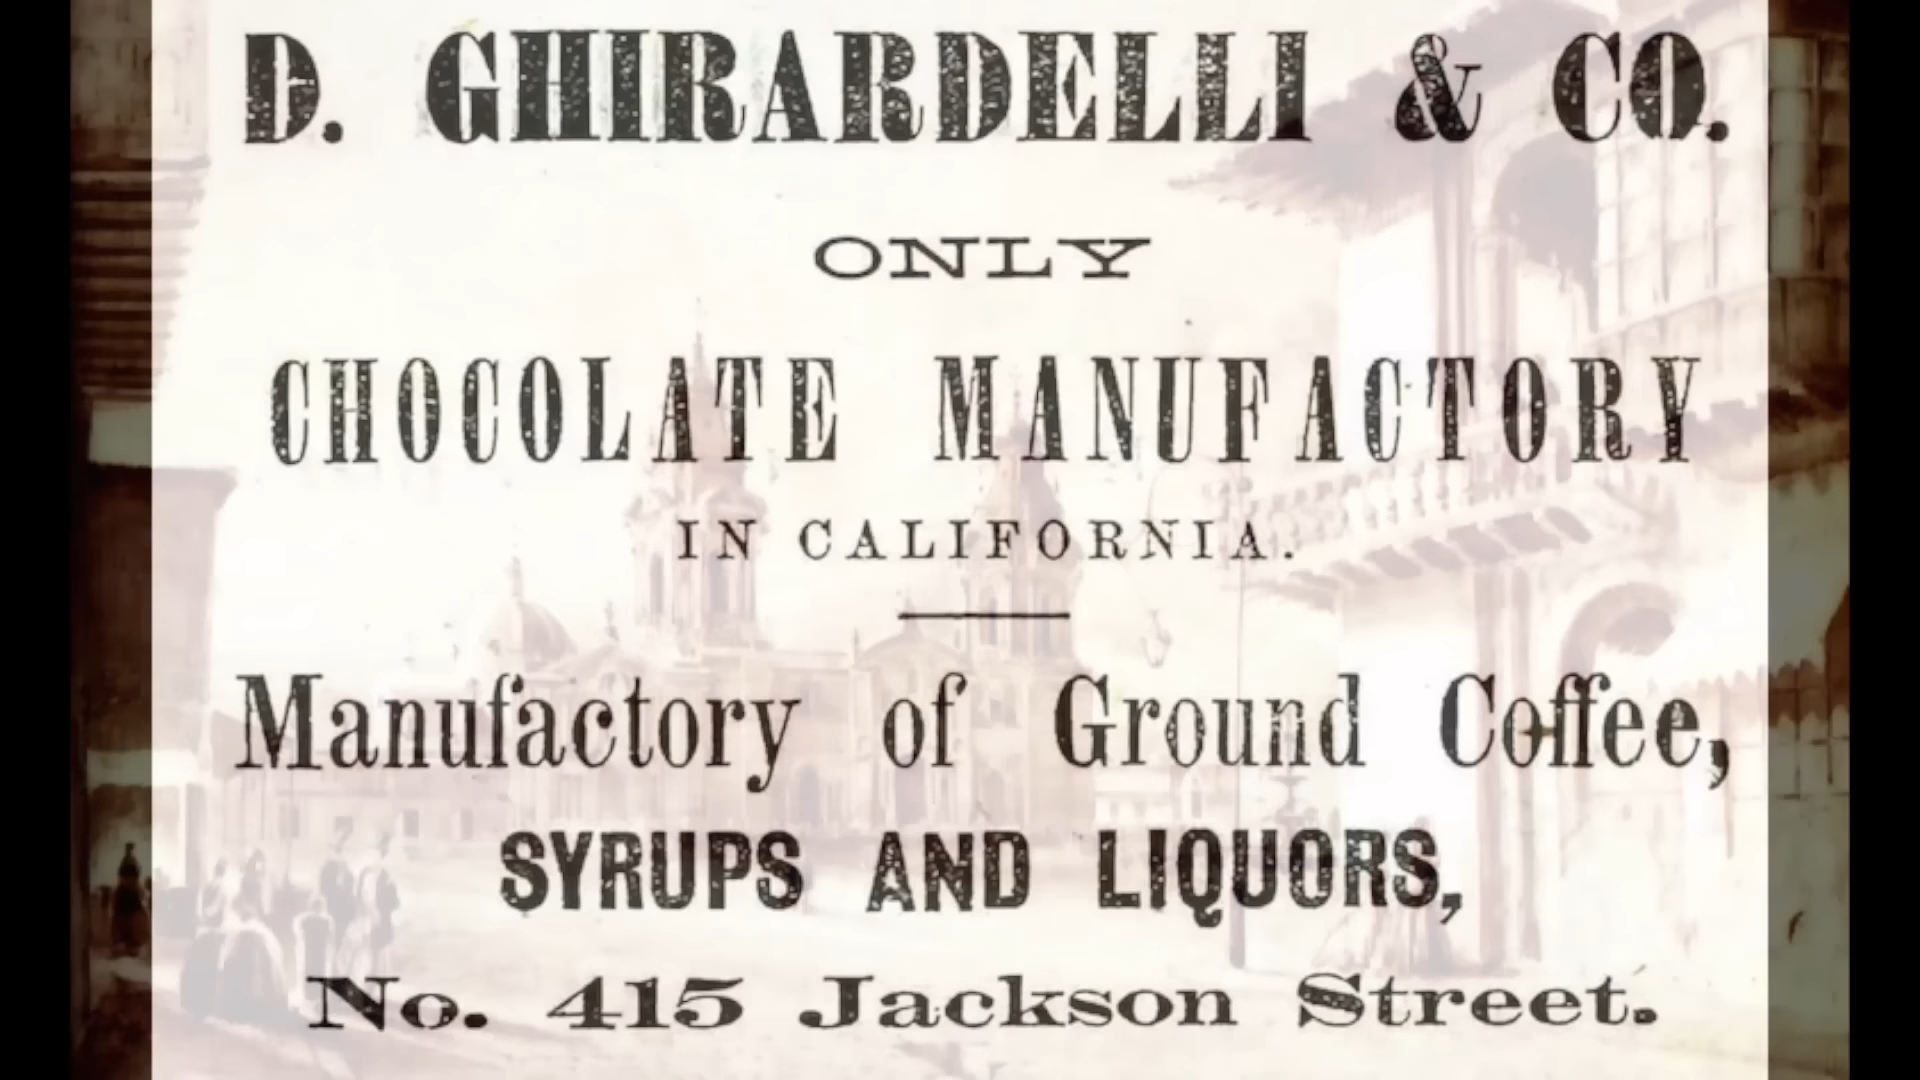 D. GHIRARDELLI & CO.
ONLY
CHOCOLATE MANUFACTORY
IN CALIFORNIA.
Manufactory of Ground Coffee,
SYRUPS AND LIQUORS,
No. 415 Jackson Street.